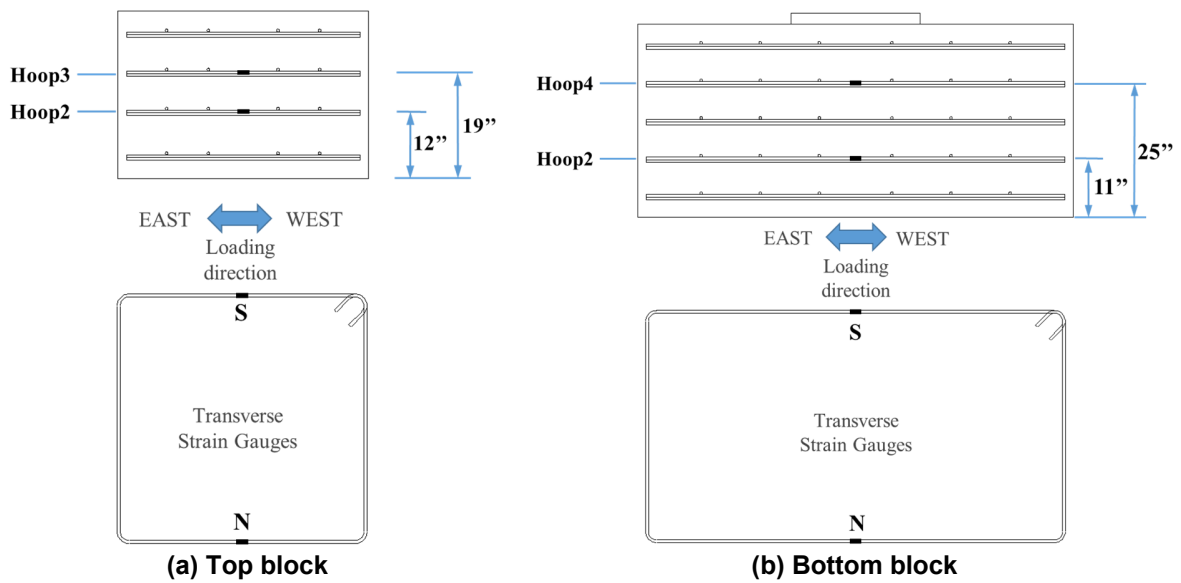 Hoop3
Hoop2
12’’
19’’
EAST
WEST
Loading
direction
S
Transverse
Strain Gauges
N
(a) Top block
Hoop4
Hoop2
25’’
11’’
EAST
WEST
Loading
direction
S
Transverse
Strain Gauges
N
(b) Bottom block